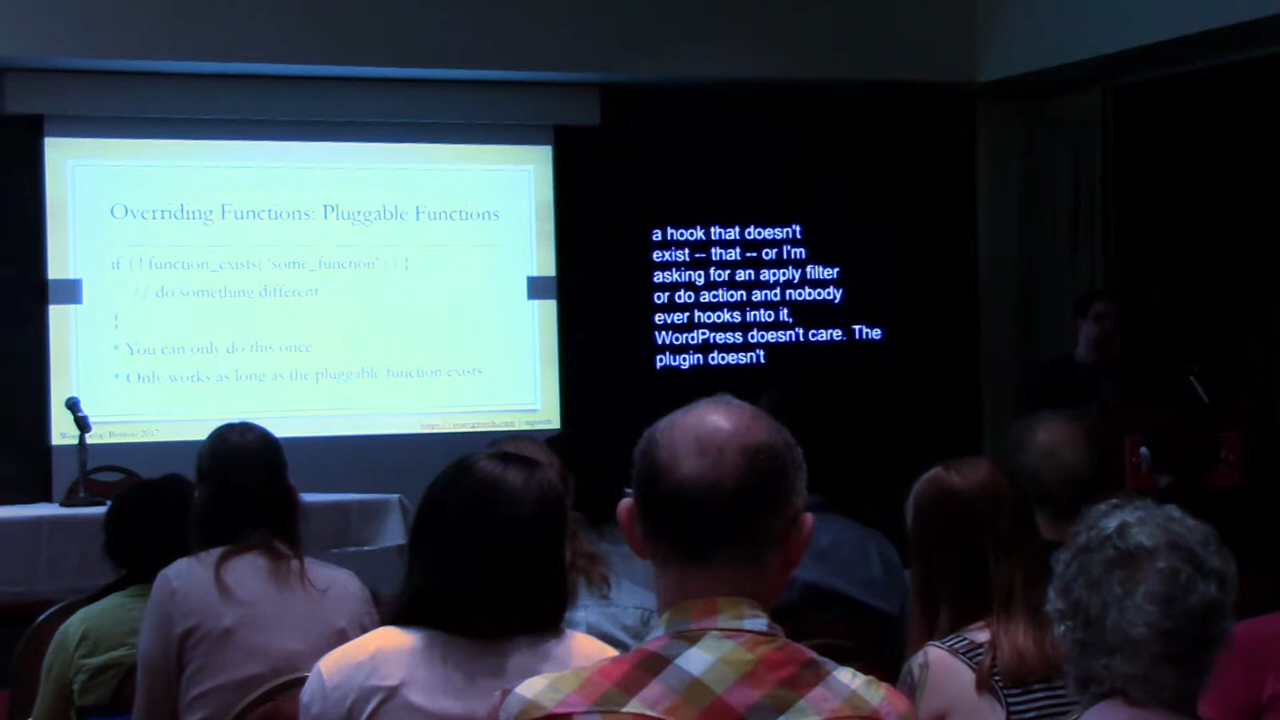 Overriding Functions: Pluggable Functions
if ( ! function_exists( 'some_function' ) ) {
// do something different
}
* You can only do this once
* Only works as long as the pluggable function exists
Boston 2017
a hook that doesn't
exist -- that -- or I'm
asking for an apply filter
or do action and nobody
ever hooks into it,
WordPress doesn't care. The
plugin doesn't